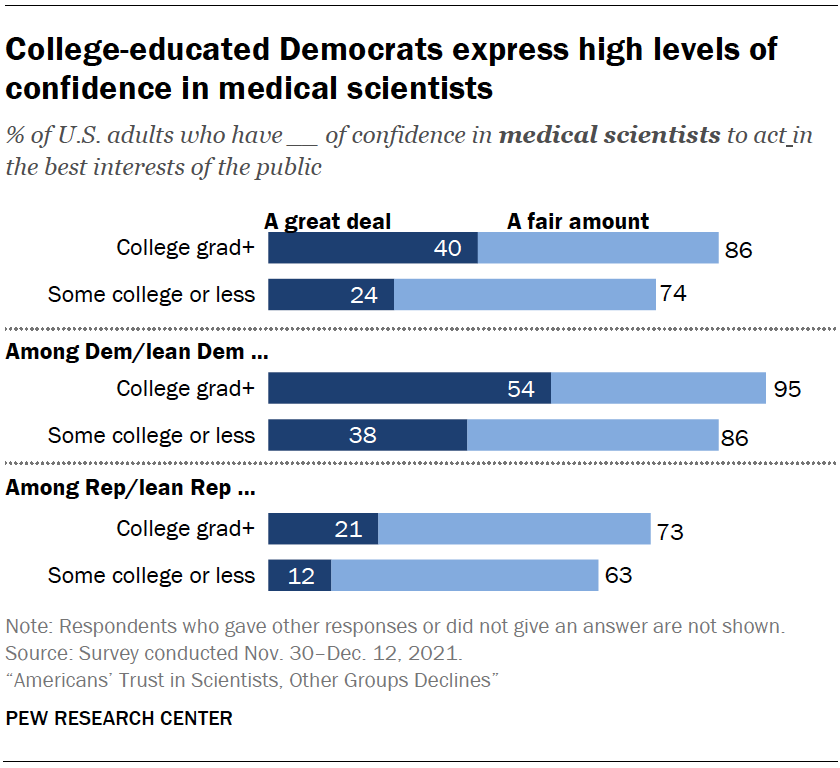 College-educated Democrats express high levels of
confidence in medical scientists
% of U.S. adults who have __ of confidence in medical scientists to act in
the best interests of the public
A great deal A fair amount
College grad+ 40 86
Some college or less 24 74
Among Dem/lean Dem ...
College grad+ 54 95
Some college or less 38 86
Among Rep/lean Rep ...
College grad+ 21 73
Some college or less 12 63
Note: Respondents who gave other responses or did not give an answer are not shown.
Source: Survey conducted Nov. 30–Dec. 12, 2021.
“Americans’ Trust in Scientists, Other Groups Declines”
PEW RESEARCH CENTER